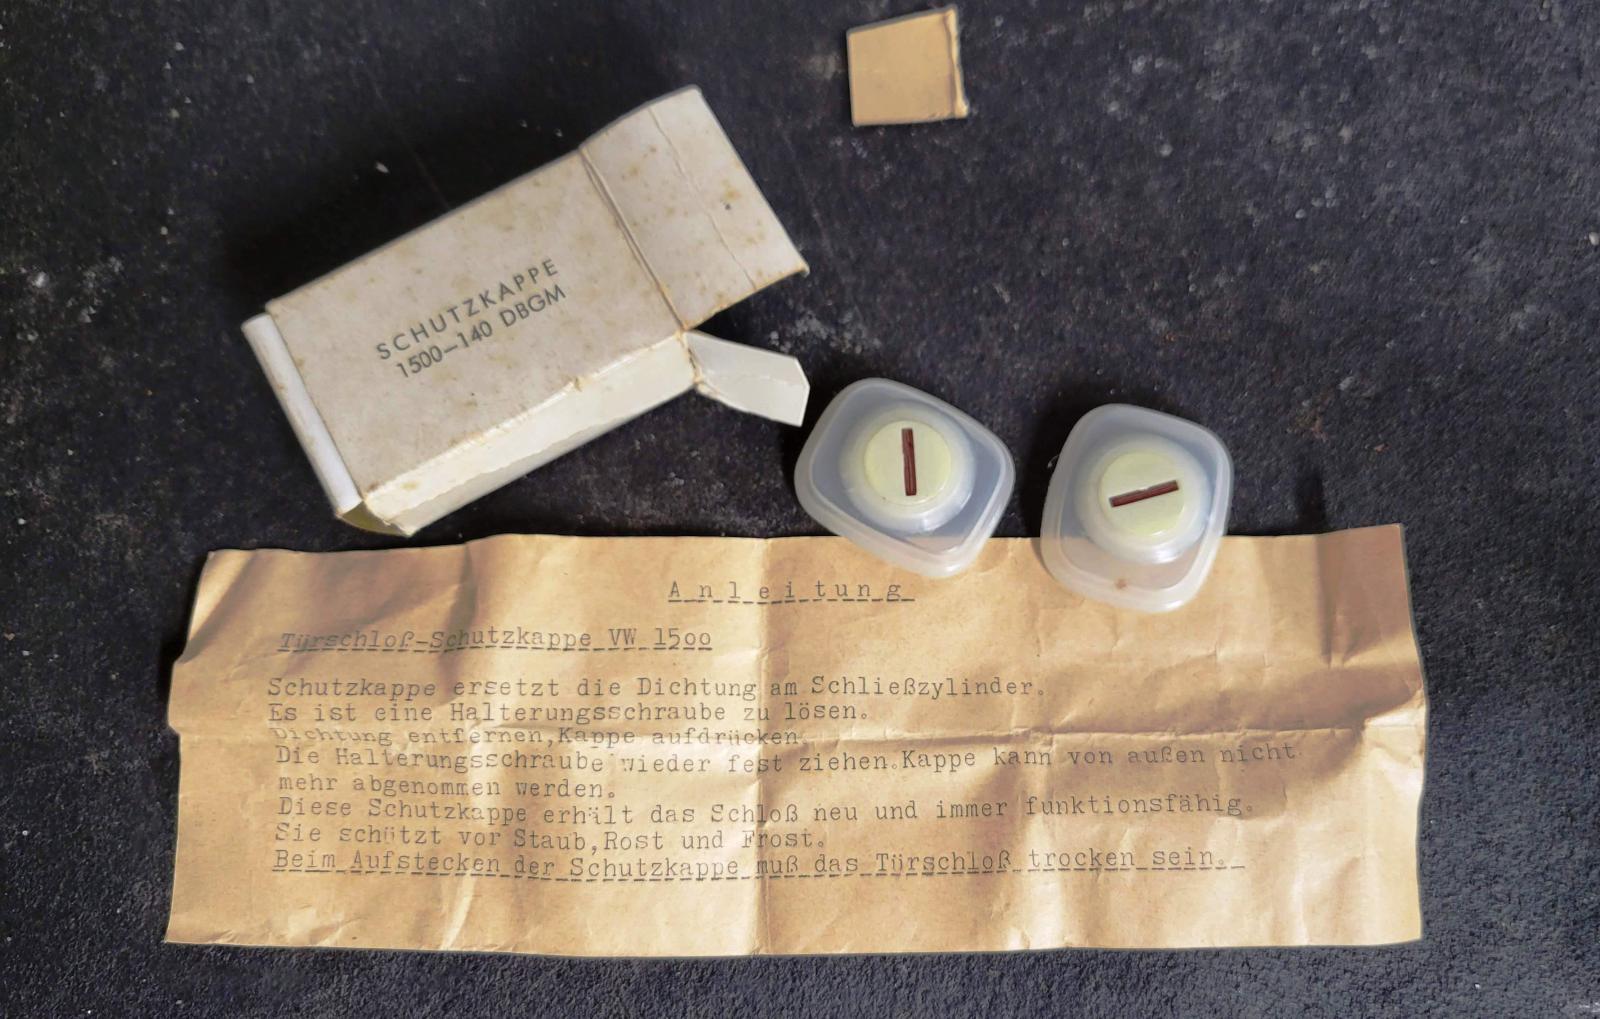 SCHUTZKAPPE
1500–140 DBGM
Anleitung
Türschloß-Schutzkappe VW 15oo
Schutzkappe ersetzt die Dichtung am Schließzylinder.
Es ist eine Halterungsschraube zu lösen.
Dichtung entfernen,Kappe aufdrücken
Die Halterungsschraube wieder fest ziehen.Kappe kann von außen nicht
mehr abgenommen werden.
Diese Schutzkappe erhält das Schloß neu und immer funktionsfähig.
Sie schützt vor Staub,Rost und Frost.
Beim Aufstecken der Schutzkappe muß das Türschloß trocken sein.